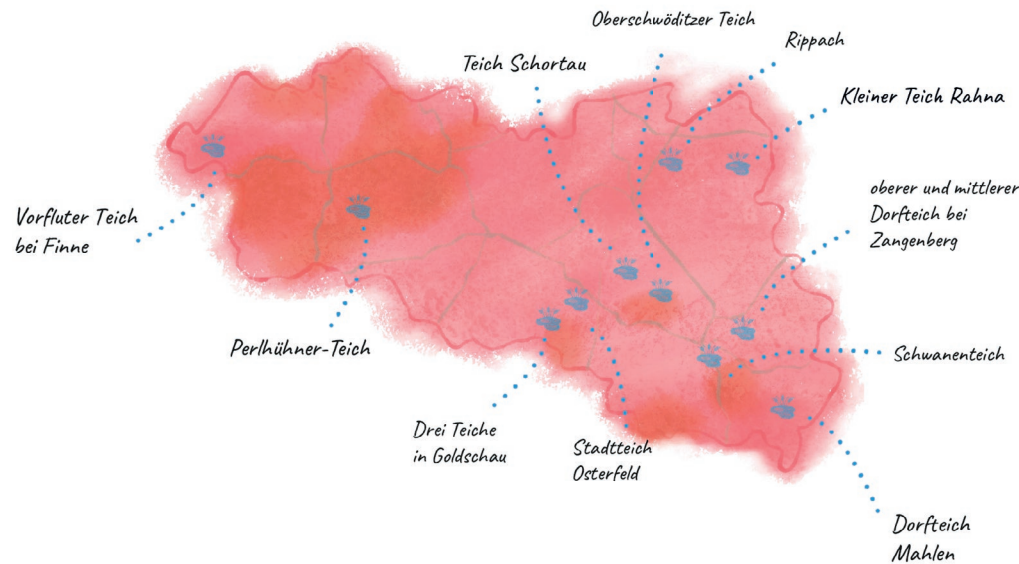 Oberschwöditzer Teich
Rippach
Teich Schortau
Kleiner Teich Rahna
oberer und mittlerer
Dorfteich bei
Zangenberg
Vorfluter Teich
bei Finne
Perlhühner-Teich
Schwanenteich
Drei Teiche
in Goldschau
Stadtteich
Osterfeld
Dorfteich
Mahlen